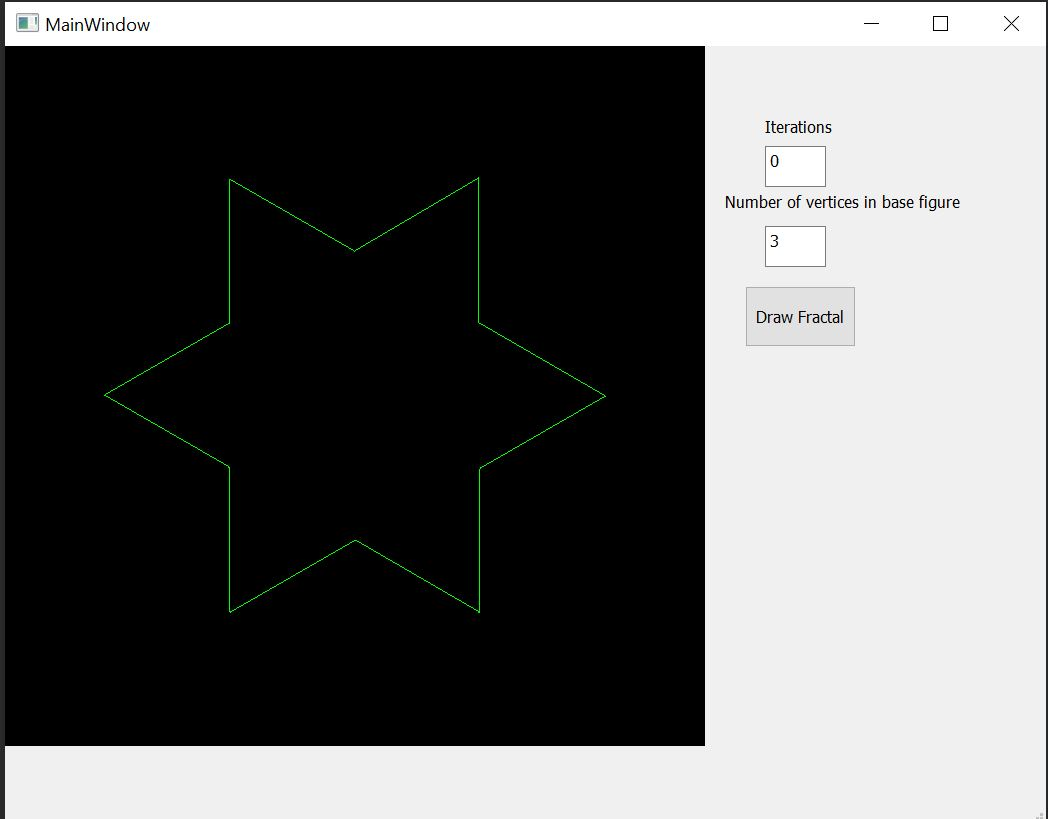 MainWindow
Iterations
0
Number of vertices in base figure
3
Draw Fractal